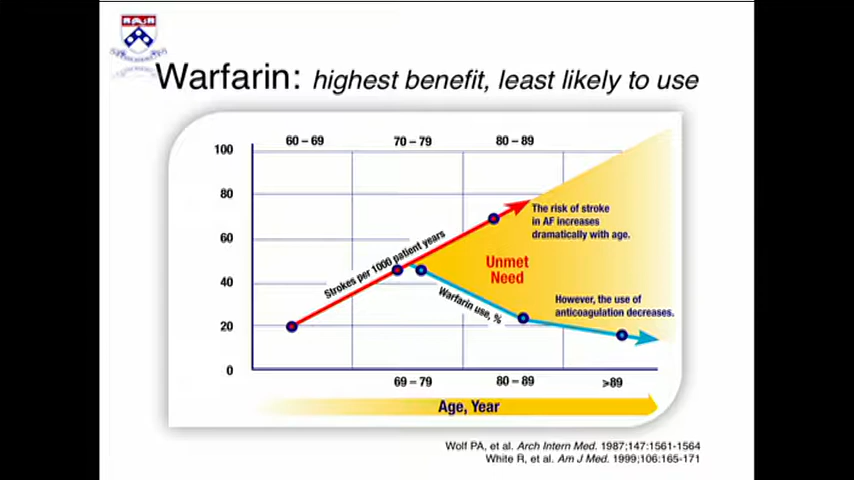 Warfarin: highest benefit, least likely to use
60 – 69
70 – 79
80 – 89
100
80
60
40
20
0
Strokes per 1000 patient years
The risk of stroke
in AF increases
dramatically with age.
Unmet
Need
Warfarin use, %
However, the use of
anticoagulation decreases.
69 – 79
80 – 89
>89
Age, Year
Wolf PA, et al. Arch Intern Med. 1987;147:1561-1564
White R, et al. Am J Med. 1999;106:165-171